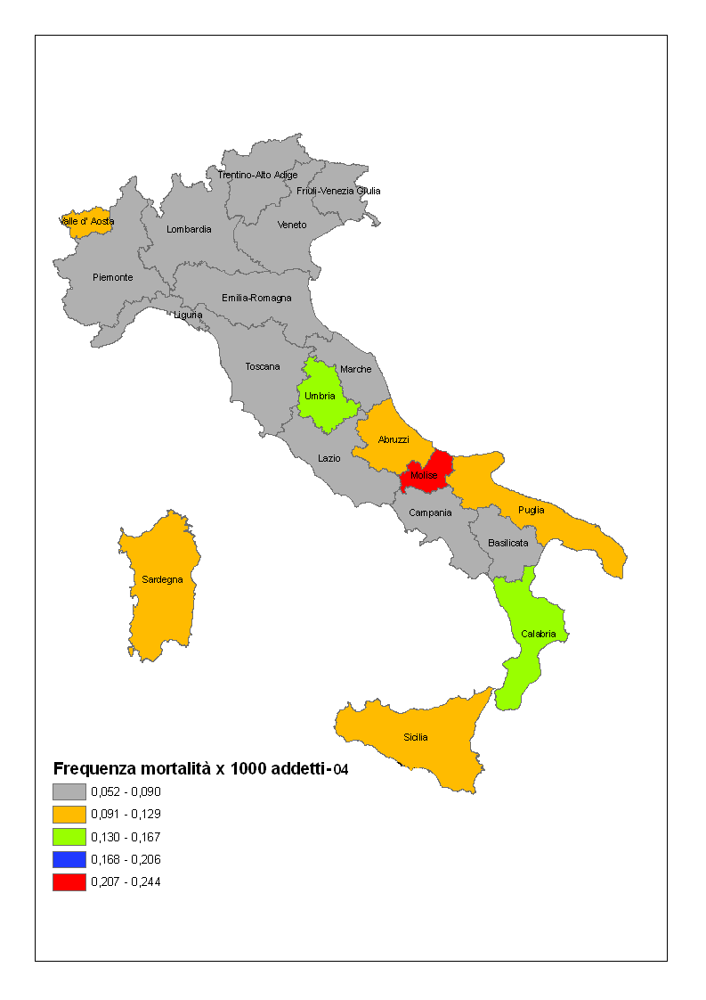 Trentino-Alto Adige
Friuli-Venezia Giulia
Valle d' Aosta
Lombardia
Veneto
Piemonte
Emilia-Romagna
Liguria
Toscana
Marche
Umbria
Abruzzi
Lazio
Molise
Campania
Puglia
Basilicata
Sardegna
Calabria
Sicilia
Frequenza mortalità x 1000 addetti-04
0,052 - 0,090
0,091 - 0,129
0,130 - 0,167
0,168 - 0,206
0,207 - 0,244